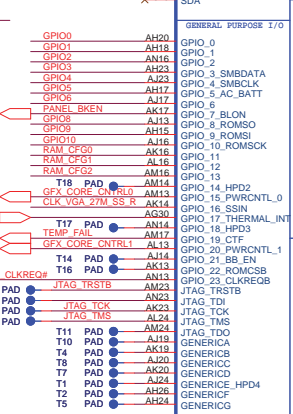 SDA
GENERAL PURPOSE I/O
GPIO0 AH20 GPIO_0
GPIO1 AH18 GPIO_1
GPIO2 AN16 GPIO_2
GPIO3 AH23 GPIO_3_SMBDATA
GPIO4 AJ23 GPIO_4_SMBCLK
GPIO5 AH17 GPIO_5_AC_BATT
GPIO6 AJ17 GPIO_6
PANEL_BKEN AK17 GPIO_7_BLON
GPIO8 AJ13 GPIO_8_ROMSO
GPIO9 AH15 GPIO_9_ROMSI
GPIO10 AJ16 GPIO_10_ROMSCK
RAM_CFG0 AK16 GPIO_11
RAM_CFG1 AL16 GPIO_12
RAM_CFG2 AM16 GPIO_13
T18 PAD AM14 GPIO_14_HPD2
GFX_CORE_CNTRL0 AM13 GPIO_15_PWRCNTL_0
CLK_VGA_27M_SS_R AK14 GPIO_16_SSIN
AG30 GPIO_17_THERMAL_INT
T17 PAD AN14 GPIO_18_HPD3
TEMP_FAIL AM17 GPIO_19_CTF
GFX_CORE_CNTRL1 AL13 GPIO_20_PWRCNTL_1
T14 PAD AJ14 GPIO_21_BB_EN
T16 PAD AK13 GPIO_22_ROMCSB
_CLKREQ# AN13 GPIO_23_CLKREQB
PAD JTAG_TRSTB AM23 JTAG_TRSTB
PAD AN23 JTAG_TDI
PAD JTAG_TCK AK23 JTAG_TCK
PAD JTAG_TMS AL24 JTAG_TMS
T11 PAD AM24 JTAG_TDO
T10 PAD AJ19 GENERICA
T4 PAD AK19 GENERICB
T8 PAD AJ20 GENERICC
T7 PAD AK20 GENERICD
T1 PAD AJ24 GENERICE_HPD4
T2 PAD AH26 GENERICF
T5 PAD AH24 GENERICG